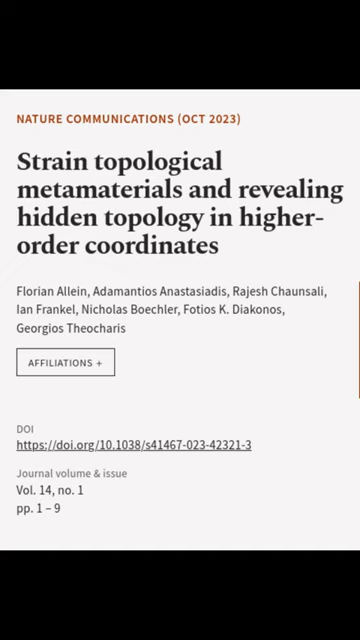 NATURE COMMUNICATIONS (OCT 2023)
Strain topological
metamaterials and revealing
hidden topology in higher-
order coordinates
Florian Allein, Adamantios Anastasiadis, Rajesh Chaunsali,
Ian Frankel, Nicholas Boechler, Fotios K. Diakonos,
Georgios Theocharis
AFFILIATIONS +
DOI
https://doi.org/10.1038/s41467-023-42321-3
Journal volume & issue
Vol. 14, no. 1
pp. 1 – 9